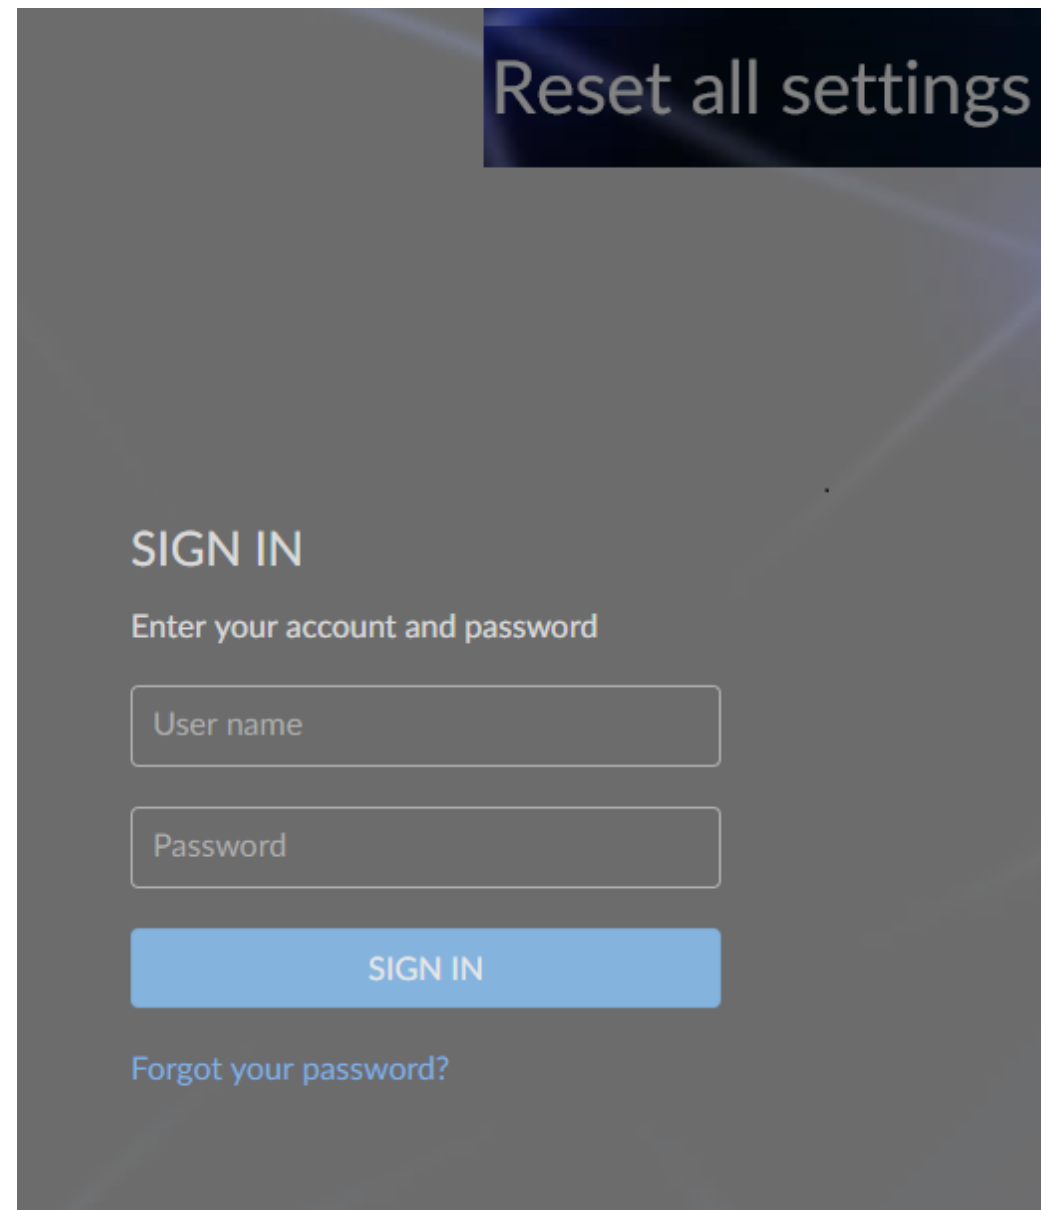 Reset all settings
SIGN IN
Enter your account and password
User name
Password
SIGN IN
Forgot your password?